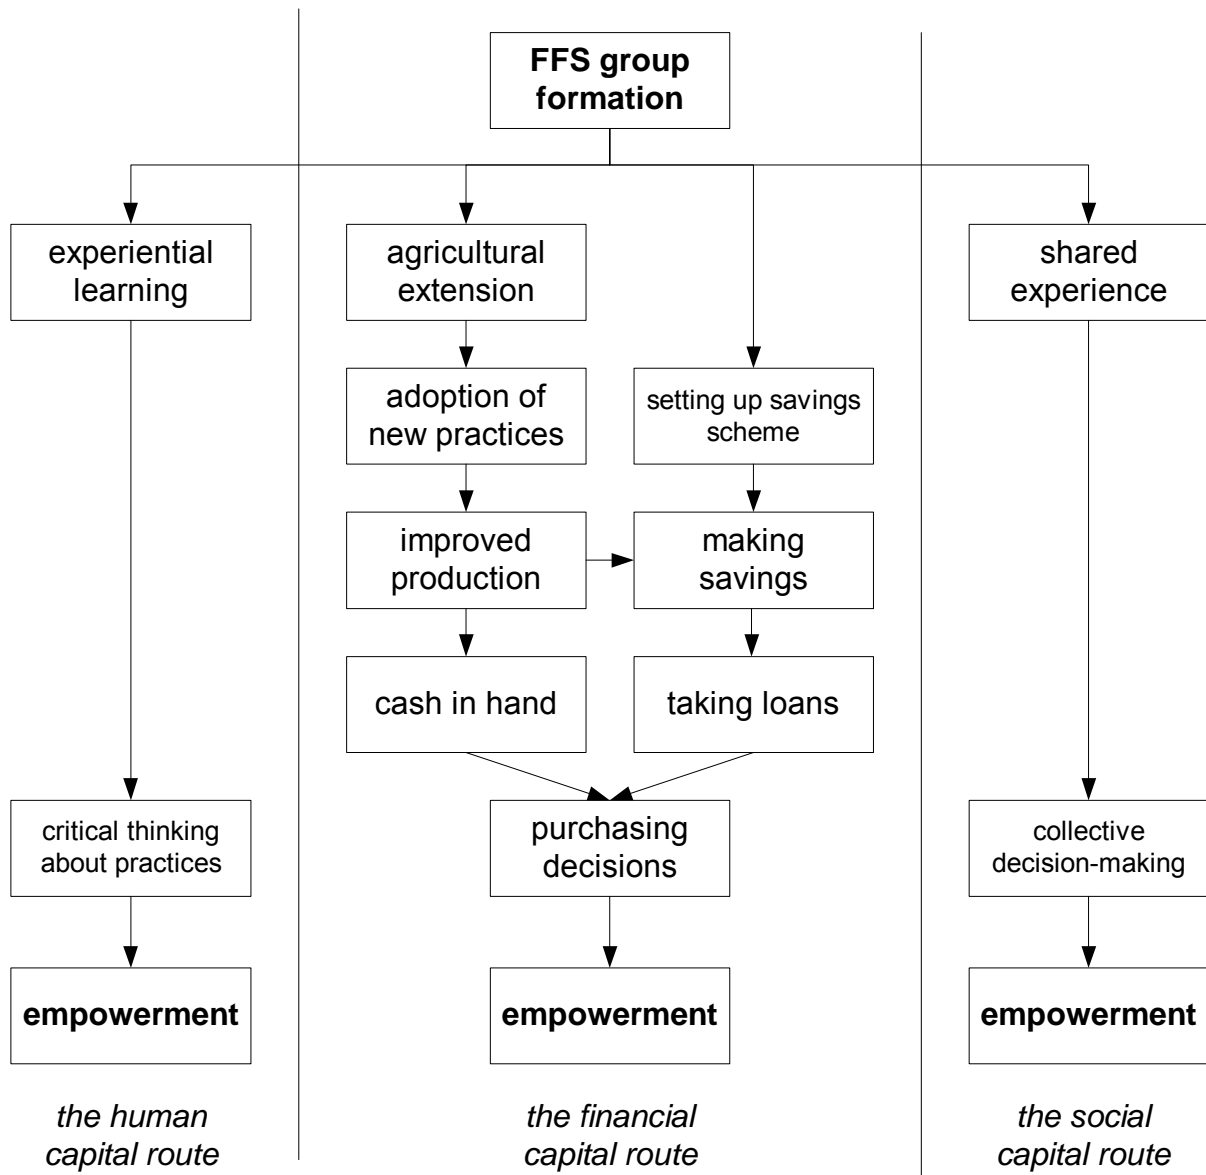 FFS group
formation
experiential
learning
agricultural
extension
shared
experience
adoption of
new practices
setting up savings
scheme
improved
production
making
savings
cash in hand
taking loans
critical thinking
about practices
purchasing
decisions
collective
decision-making
empowerment
empowerment
empowerment
the human
capital route
the financial
capital route
the social
capital route